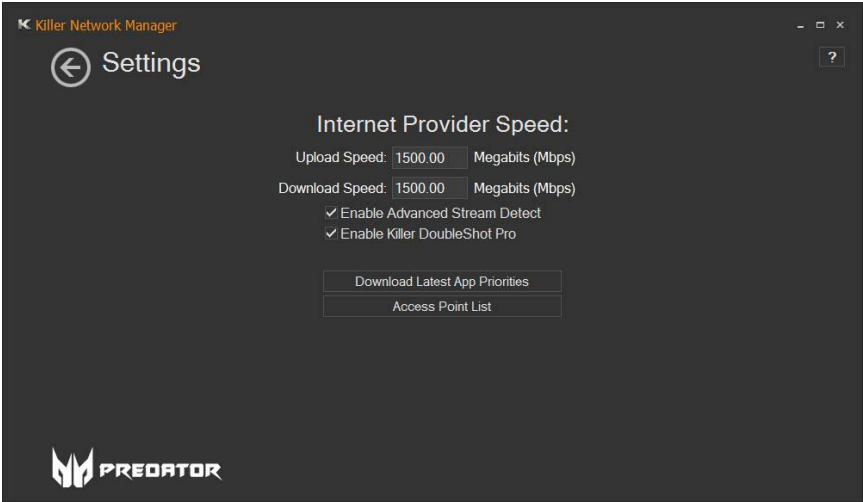 Killer Network Manager
Settings
?
Internet Provider Speed:
Upload Speed: 1500.00 Megabits (Mbps)
Download Speed: 1500.00 Megabits (Mbps)
Enable Advanced Stream Detect
Enable Killer DoubleShot Pro
Download Latest App Priorities
Access Point List
PREDATOR